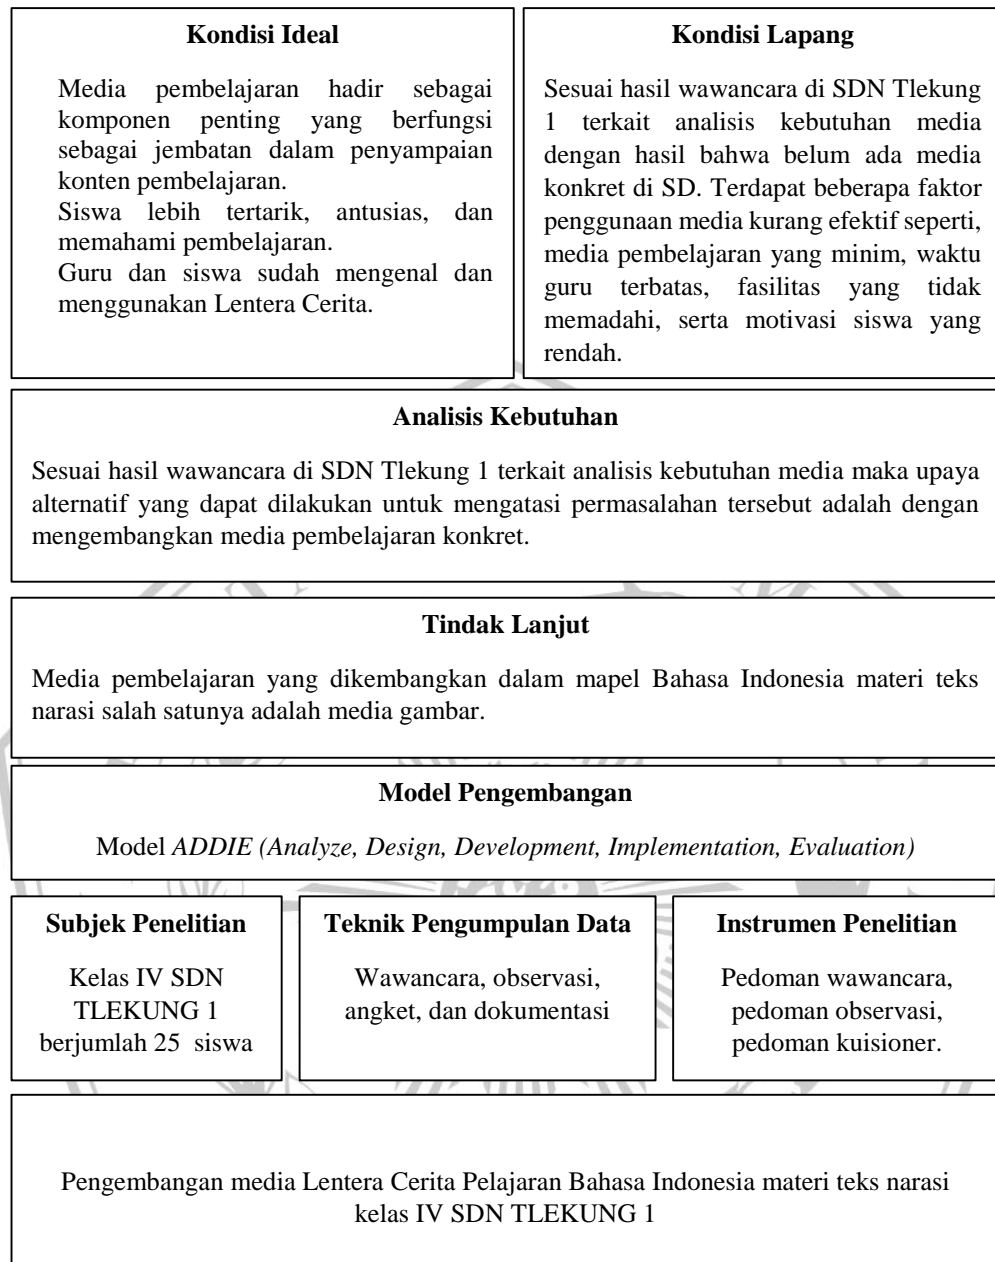 Kondisi Ideal
Media pembelajaran hadir sebagai
komponen penting yang berfungsi
sebagai jembatan dalam penyampaian
konten pembelajaran.
Siswa lebih tertarik, antusias, dan
memahami pembelajaran.
Guru dan siswa sudah mengenal dan
menggunakan Lentera Cerita.
Kondisi Lapang
Sesuai hasil wawancara di SDN Tlekung
1 terkait analisis kebutuhan media
dengan hasil bahwa belum ada media
konkret di SD. Terdapat beberapa faktor
penggunaan media kurang efektif seperti,
media pembelajaran yang minim, waktu
guru terbatas, fasilitas yang tidak
memadahi, serta motivasi siswa yang
rendah.
Analisis Kebutuhan
Sesuai hasil wawancara di SDN Tlekung 1 terkait analisis kebutuhan media maka upaya
alternatif yang dapat dilakukan untuk mengatasi permasalahan tersebut adalah dengan
mengembangkan media pembelajaran konkret.
Tindak Lanjut
Media pembelajaran yang dikembangkan dalam mapel Bahasa Indonesia materi teks
narasi salah satunya adalah media gambar.
Model Pengembangan
Model ADDIE (Analyze, Design, Development, Implementation, Evaluation)
Subjek Penelitian
Kelas IV SDN
TLEKUNG 1
berjumlah 25 siswa
Teknik Pengumpulan Data
Wawancara, observasi,
angket, dan dokumentasi
Instrumen Penelitian
Pedoman wawancara,
pedoman observasi,
pedoman kuisioner.
Pengembangan media Lentera Cerita Pelajaran Bahasa Indonesia materi teks narasi
kelas IV SDN TLEKUNG 1